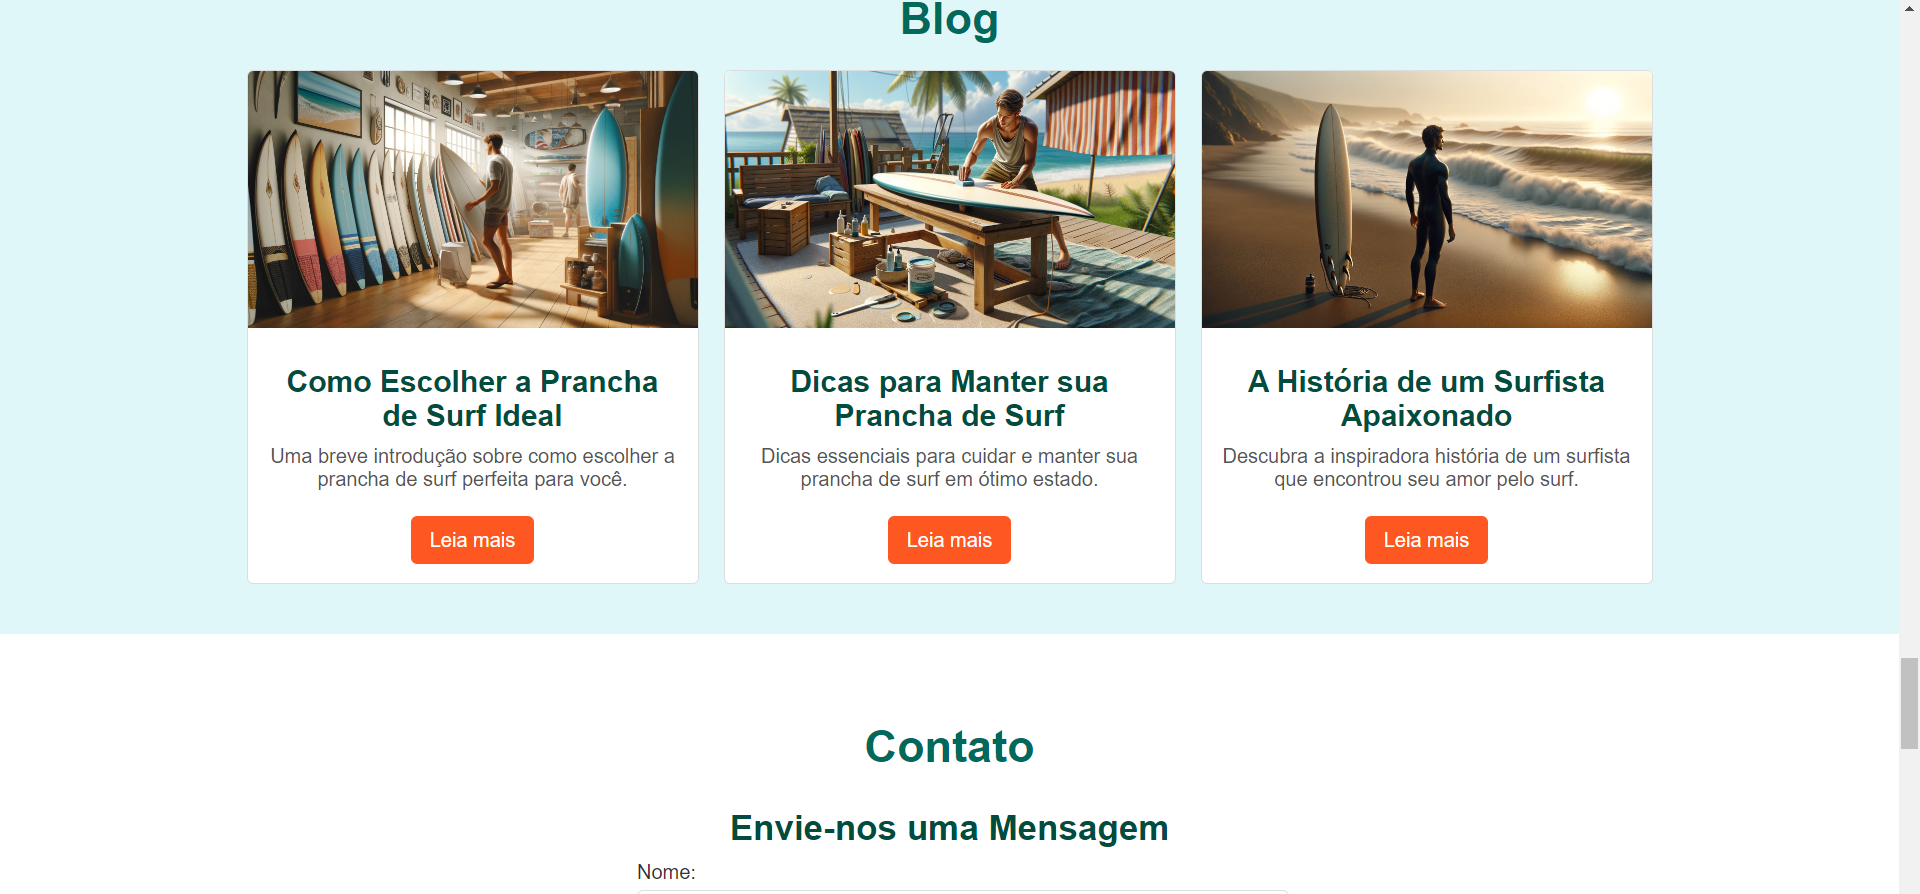 Blog
Como Escolher a Prancha
de Surf Ideal
Uma breve introdução sobre como escolher a
prancha de surf perfeita para você.
Leia mais
Dicas para Manter sua
Prancha de Surf
Dicas essenciais para cuidar e manter sua
prancha de surf em ótimo estado.
Leia mais
A História de um Surfista
Apaixonado
Descubra a inspiradora história de um surfista
que encontrou seu amor pelo surf.
Leia mais
Contato
Envie-nos uma Mensagem
Nome: